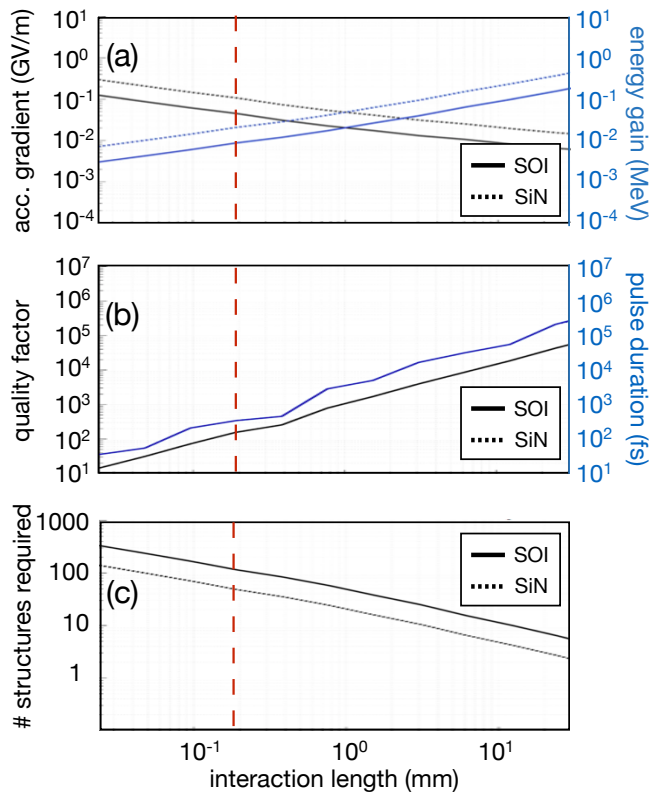 (a)
acc. gradient (GV/m)
10¹
10⁰
10⁻¹
10⁻²
10⁻³
10⁻⁴
10¹
10⁰
10⁻¹
10⁻²
10⁻³
10⁻⁴
energy gain (MeV)
SOI
SiN
(b)
quality factor
10⁷
10⁶
10⁵
10⁴
10³
10²
10¹
10⁷
10⁶
10⁵
10⁴
10³
10²
10¹
pulse duration (fs)
SOI
SiN
(c)
# structures required
1000
100
10
1
SOI
SiN
10⁻¹
10⁰
10¹
interaction length (mm)